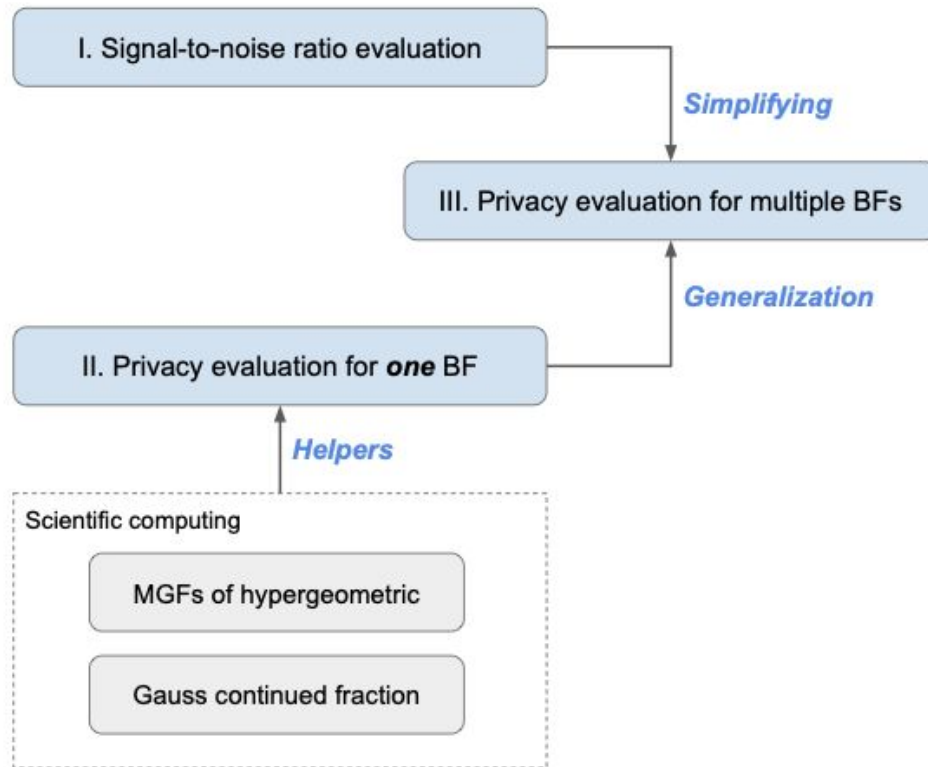 I. Signal-to-noise ratio evaluation
Simplifying
III. Privacy evaluation for multiple BFs
Generalization
II. Privacy evaluation for one BF
Helpers
Scientific computing
MGFs of hypergeometric
Gauss continued fraction